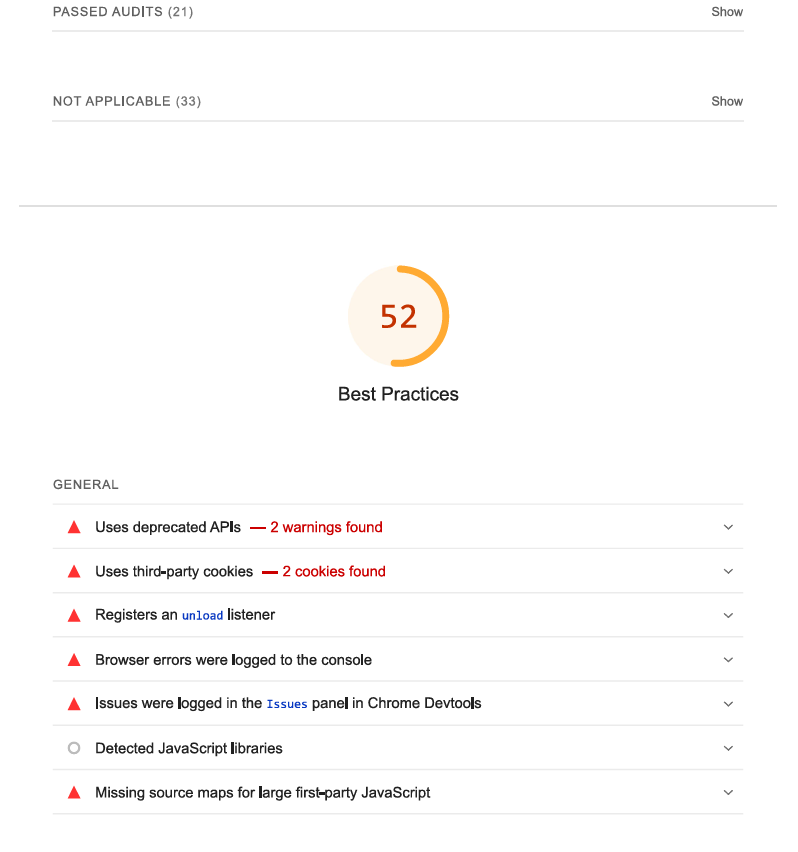 PASSED AUDITS (21) Show
NOT APPLICABLE (33) Show
52
Best Practices
GENERAL
Uses deprecated APIs — 2 warnings found
Uses third-party cookies — 2 cookies found
Registers an unload listener
Browser errors were logged to the console
Issues were logged in the Issues panel in Chrome Devtools
Detected JavaScript libraries
Missing source maps for large first-party JavaScript